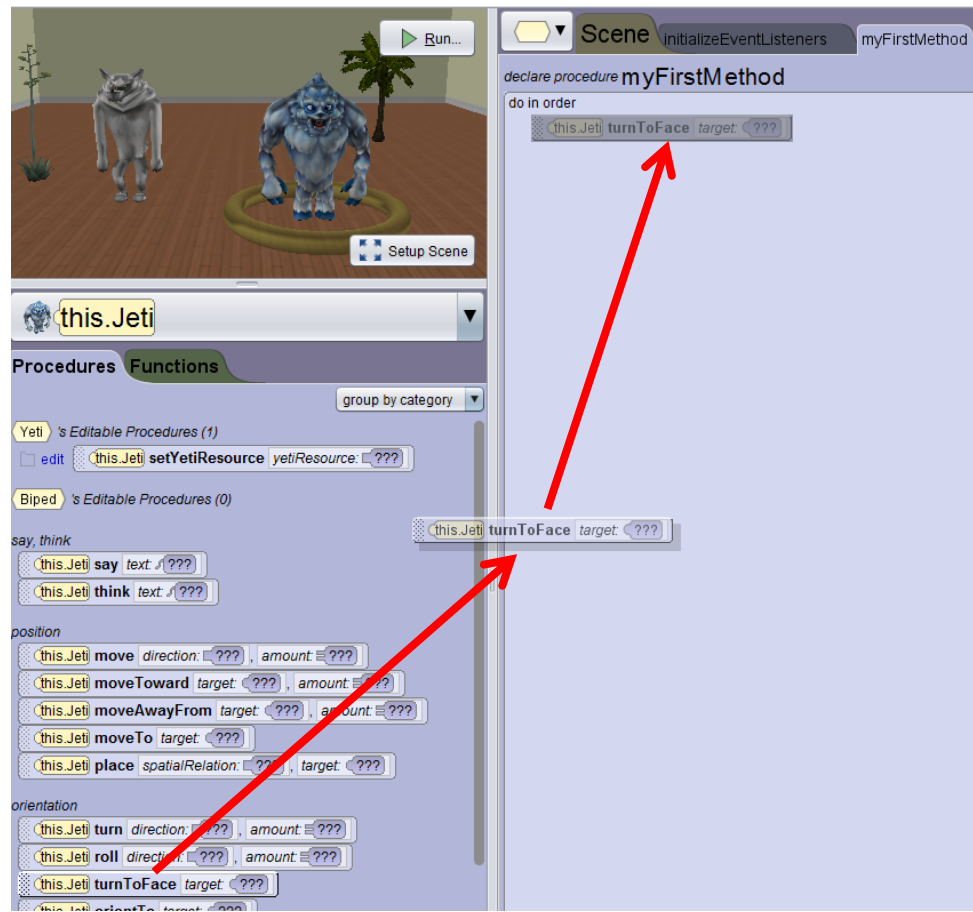 Run...
Setup Scene
this.Jeti
Procedures Functions
group by category
Yeti 's Editable Procedures (1)
edit this.Jeti setYetiResource yetiResource: ???
Biped 's Editable Procedures (0)
say, think
this.Jeti say text: ???
this.Jeti think text: ???
position
this.Jeti move direction: ??? , amount: ???
this.Jeti moveToward target: ??? , amount: ???
this.Jeti moveAwayFrom target: ??? , amount: ???
this.Jeti moveTo target: ???
this.Jeti place spatialRelation: ??? , target: ???
orientation
this.Jeti turn direction: ??? , amount: ???
this.Jeti roll direction: ??? , amount: ???
this.Jeti turnToFace target: ???
this.Jeti orientTo target: ???
this.Jeti turnToFace target: ???
Scene initializeEventListeners myFirstMethod
declare procedure myFirstMethod
do in order
this.Jeti turnToFace target: ???